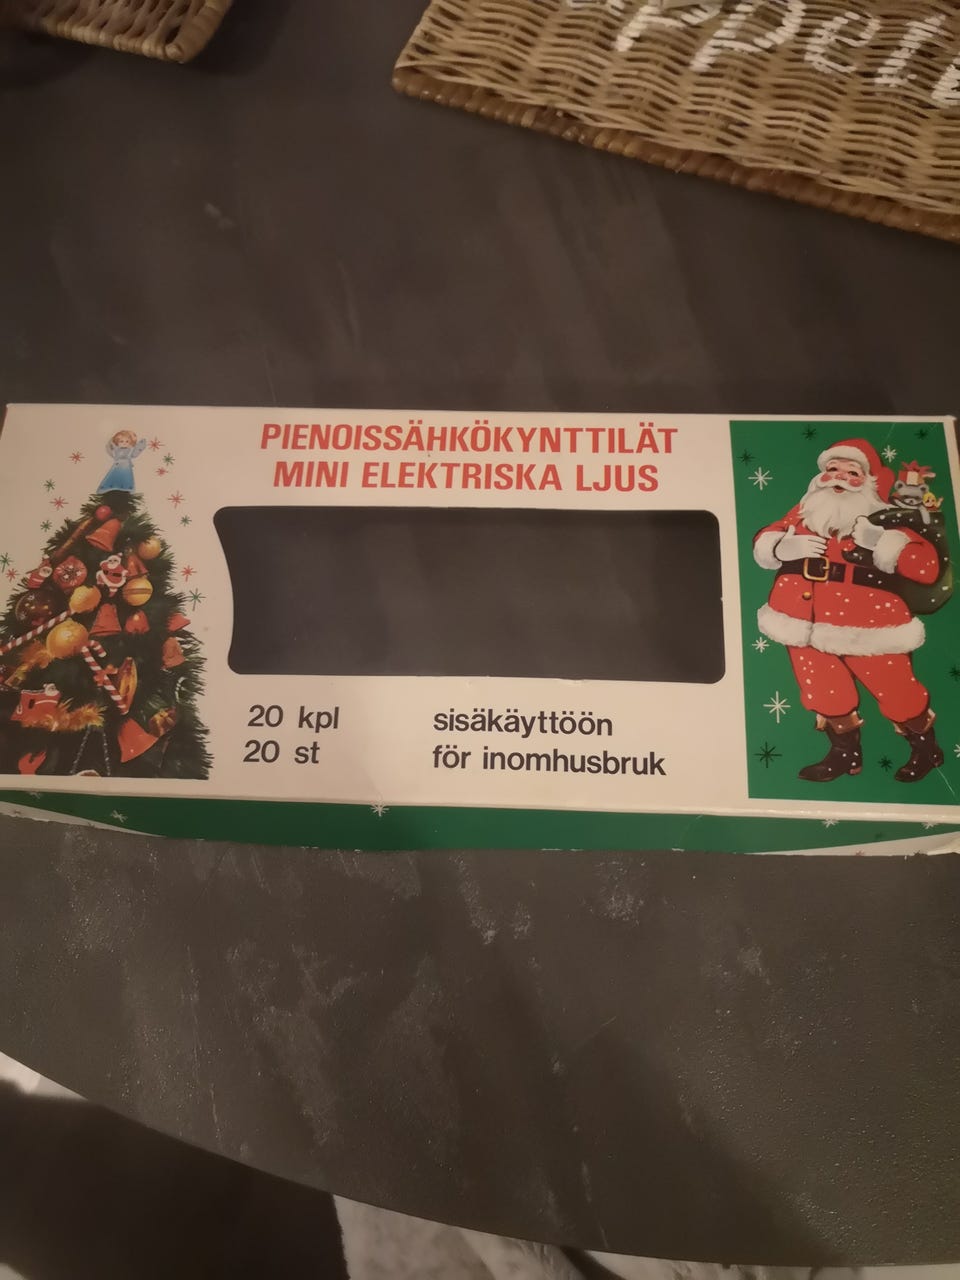 PIENOISSÄHKÖKYNTTILÄT
MINI ELEKTRISKA LJUS
20 kpl
20 st
sisäkäyttöön
för inomhusbruk